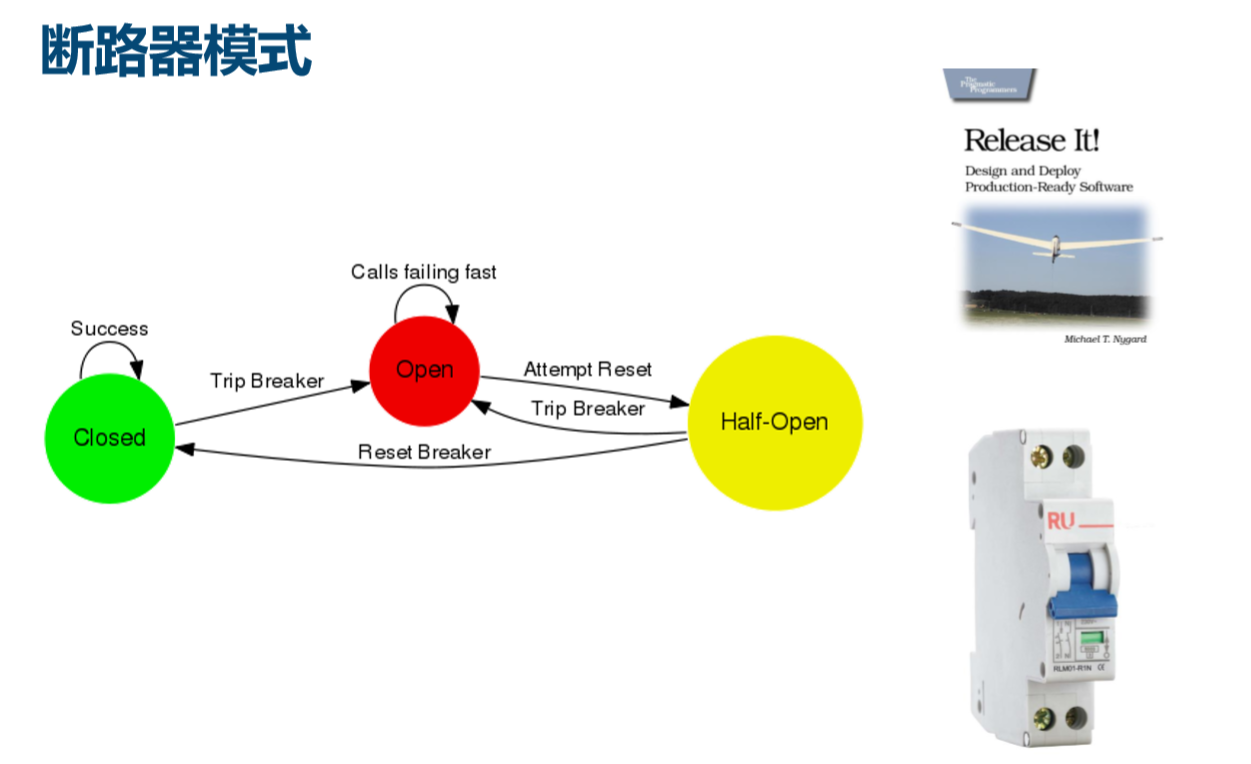 断路器模式
The
Pragmatic
Programmers
Release It!
Design and Deploy
Production-Ready Software
Michael T. Nygard
Calls failing fast
Success
Open
Attempt Reset
Trip Breaker
Trip Breaker
Closed
Half-Open
Reset Breaker
RU
RLM01-R1N